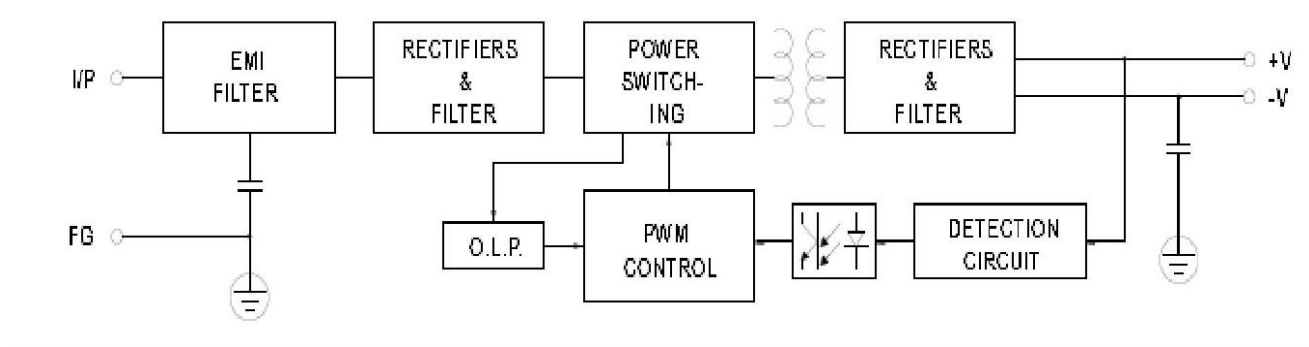 I/P
EMI
FILTER
RECTIFIERS
&
FILTER
POWER
SWITCH-
ING
RECTIFIERS
&
FILTER
+V
-V
FG
O.L.P.
PWM
CONTROL
DETECTION
CIRCUIT